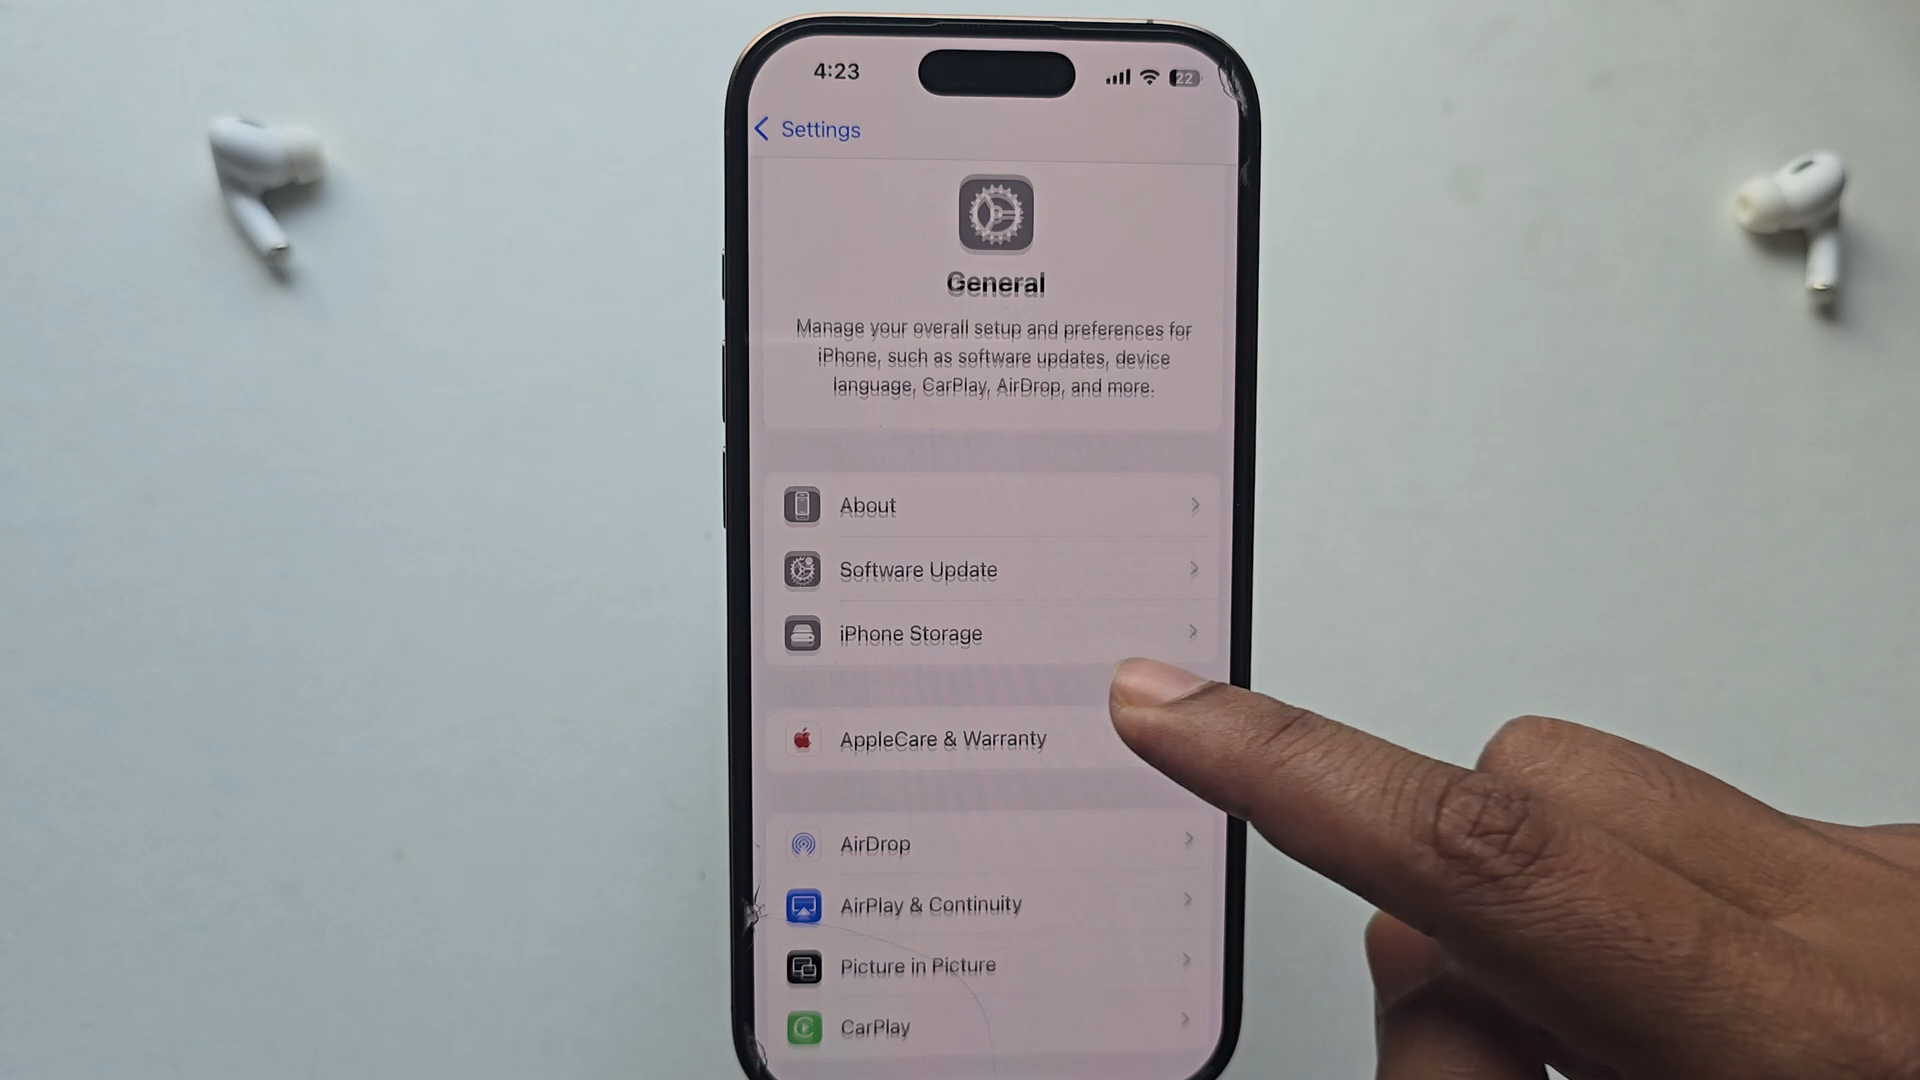 4:23
22
Settings
General
Manage your overall setup and preferences for
iPhone, such as software updates, device
language, CarPlay, AirDrop, and more.
About
Software Update
iPhone Storage
AppleCare & Warranty
AirDrop
AirPlay & Continuity
Picture in Picture
CarPlay